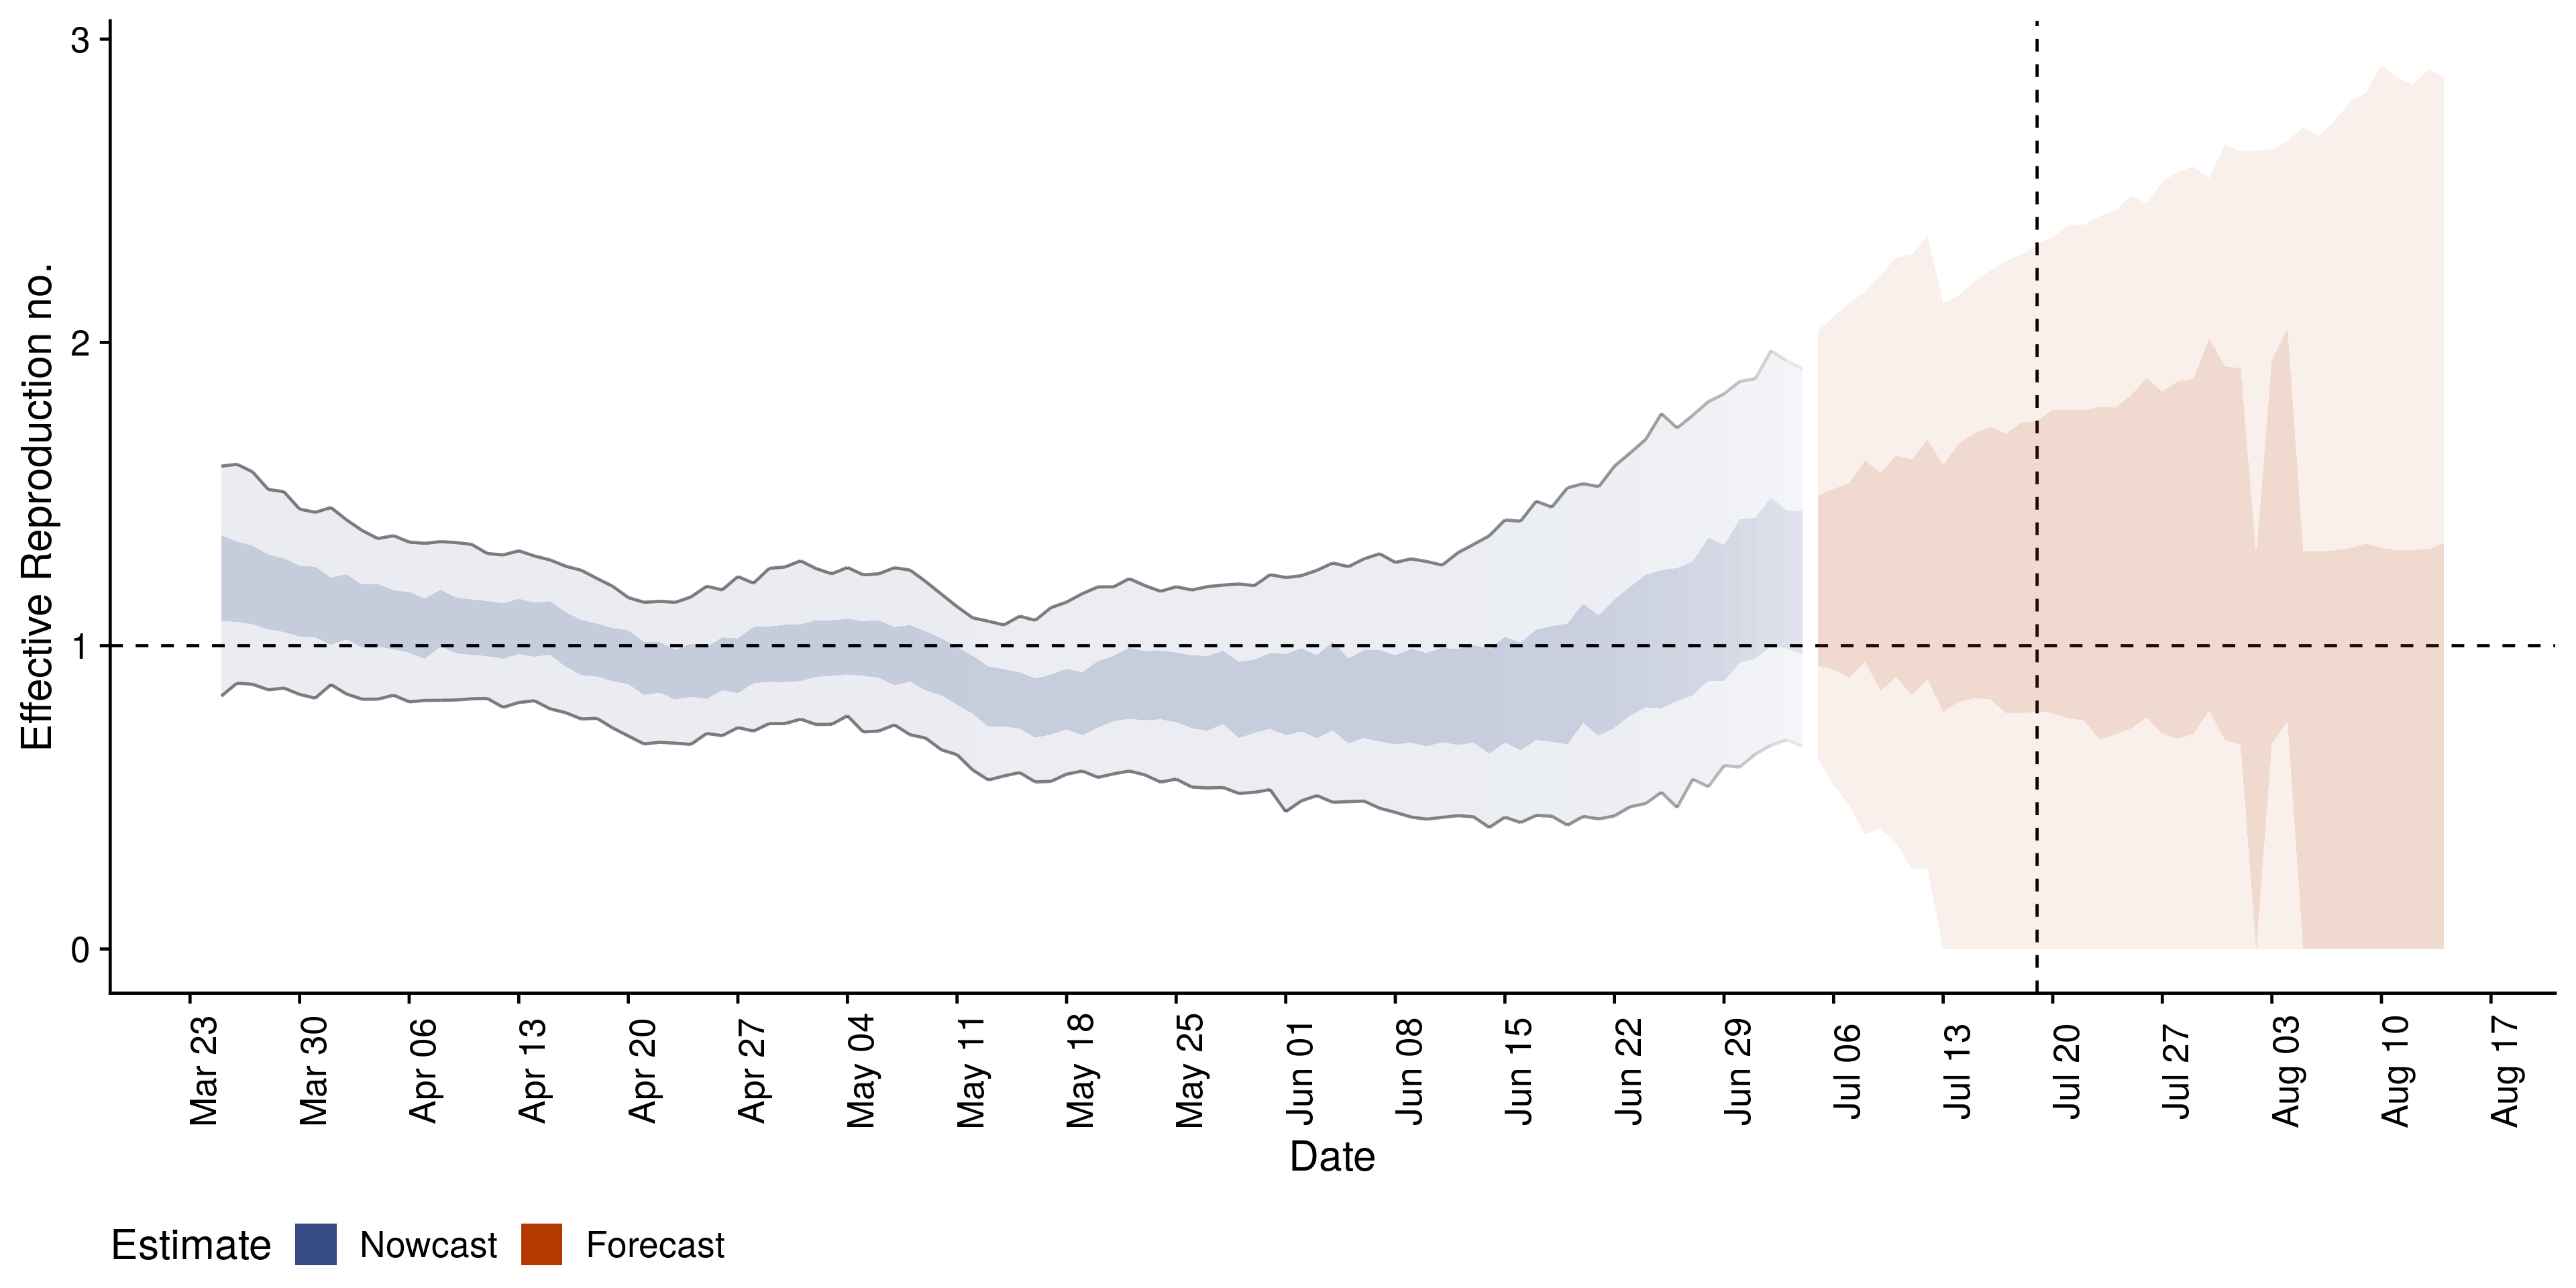 Effective Reproduction no.
3
2
1
0
Mar 23
Mar 30
Apr 06
Apr 13
Apr 20
Apr 27
May 04
May 11
May 18
May 25
Jun 01
Jun 08
Jun 15
Jun 22
Jun 29
Jul 06
Jul 13
Jul 20
Jul 27
Aug 03
Aug 10
Aug 17
Date
Estimate Nowcast Forecast